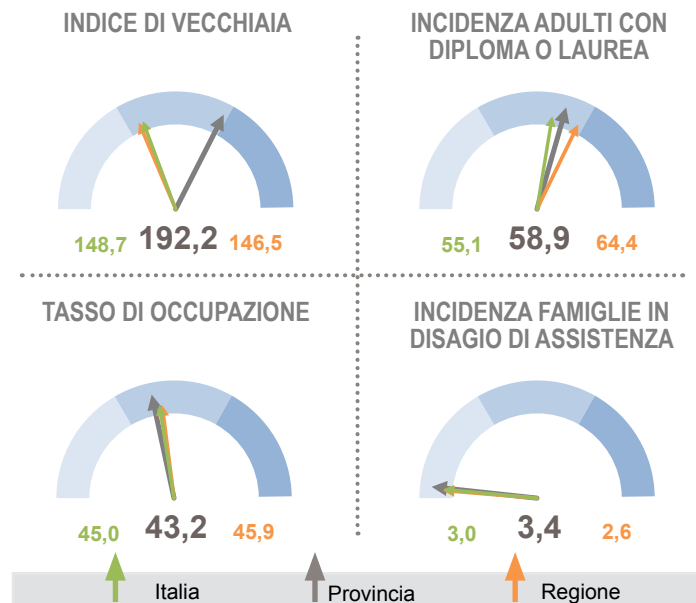 INDICE DI VECCHIAIA
148,7 192,2 146,5
INCIDENZA ADULTI CON
DIPLOMA O LAUREA
55,1 58,9 64,4
TASSO DI OCCUPAZIONE
45,0 43,2 45,9
INCIDENZA FAMIGLIE IN
DISAGIO DI ASSISTENZA
3,0 3,4 2,6
Italia Provincia Regione